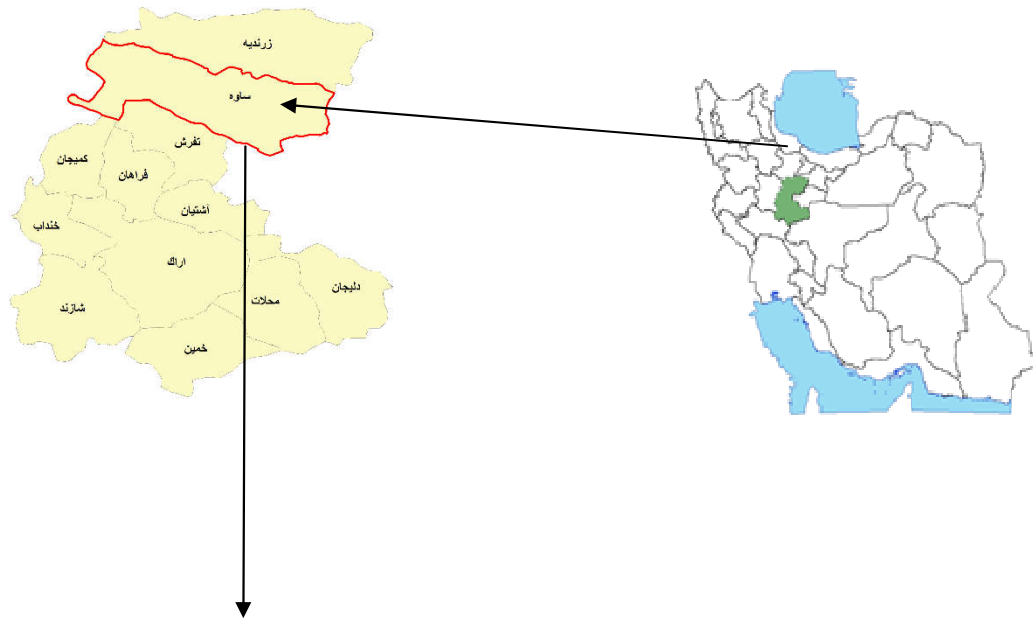 زرندیه
ساوه
تفرش
کمیجان
فراهان
آشتیان
خنداب
اراک
دلیجان
محلات
شازند
خمین